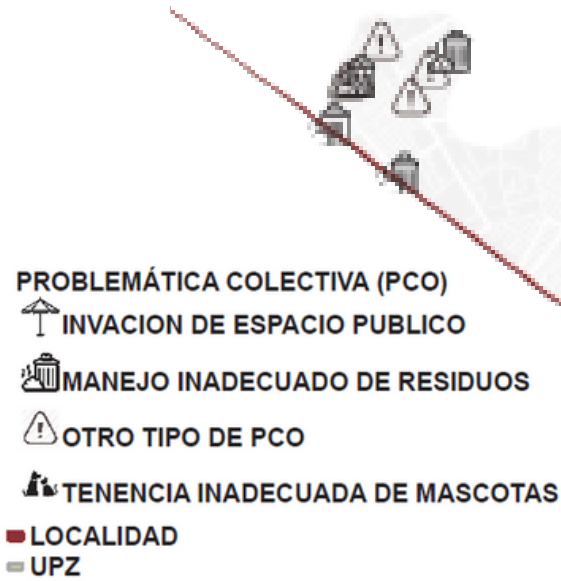 PROBLEMÁTICA COLECTIVA (PCO)
INVACION DE ESPACIO PUBLICO
MANEJO INADECUADO DE RESIDUOS
OTRO TIPO DE PCO
TENENCIA INADECUADA DE MASCOTAS
LOCALIDAD
UPZ